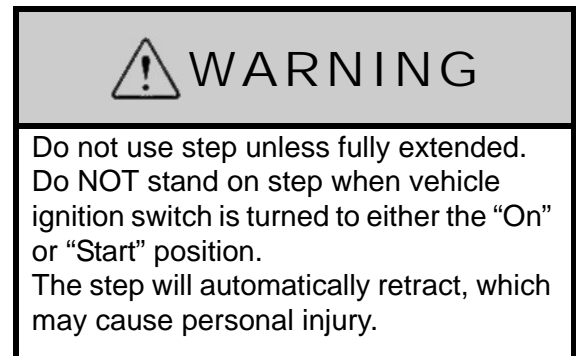 WARNING
Do not use step unless fully extended.
Do NOT stand on step when vehicle
ignition switch is turned to either the “On”
or “Start” position.
The step will automatically retract, which
may cause personal injury.